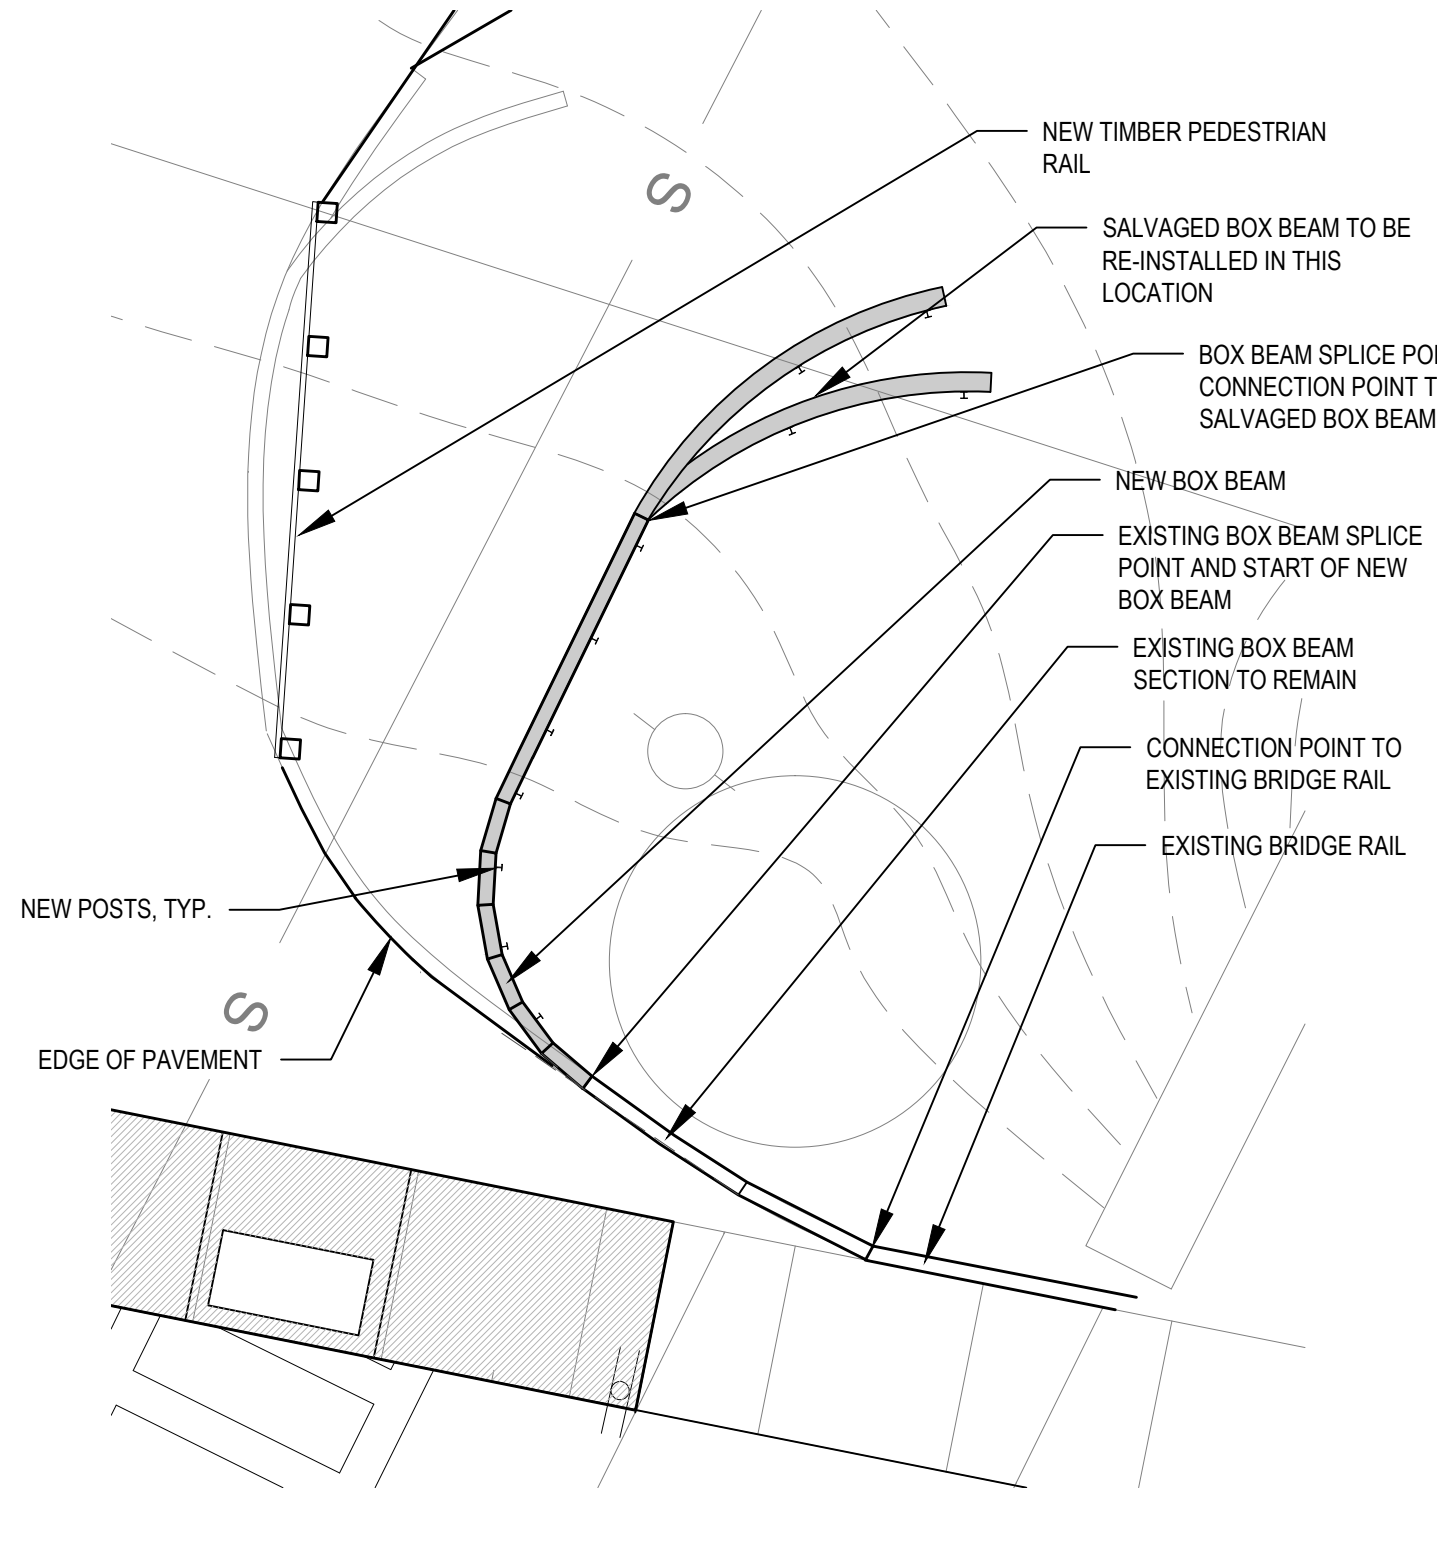 NEW TIMBER PEDESTRIAN
RAIL
S
SALVAGED BOX BEAM TO BE
RE-INSTALLED IN THIS
LOCATION
BOX BEAM SPLICE
CONNECTION POINT
SALVAGED BOX BEAM
NEW BOX BEAM
EXISTING BOX BEAM SPLICE
POINT AND START OF NEW
BOX BEAM
EXISTING BOX BEAM
SECTION TO REMAIN
CONNECTION POINT TO
EXISTING BRIDGE RAIL
EXISTING BRIDGE RAIL
NEW POSTS, TYP.
S
EDGE OF PAVEMENT